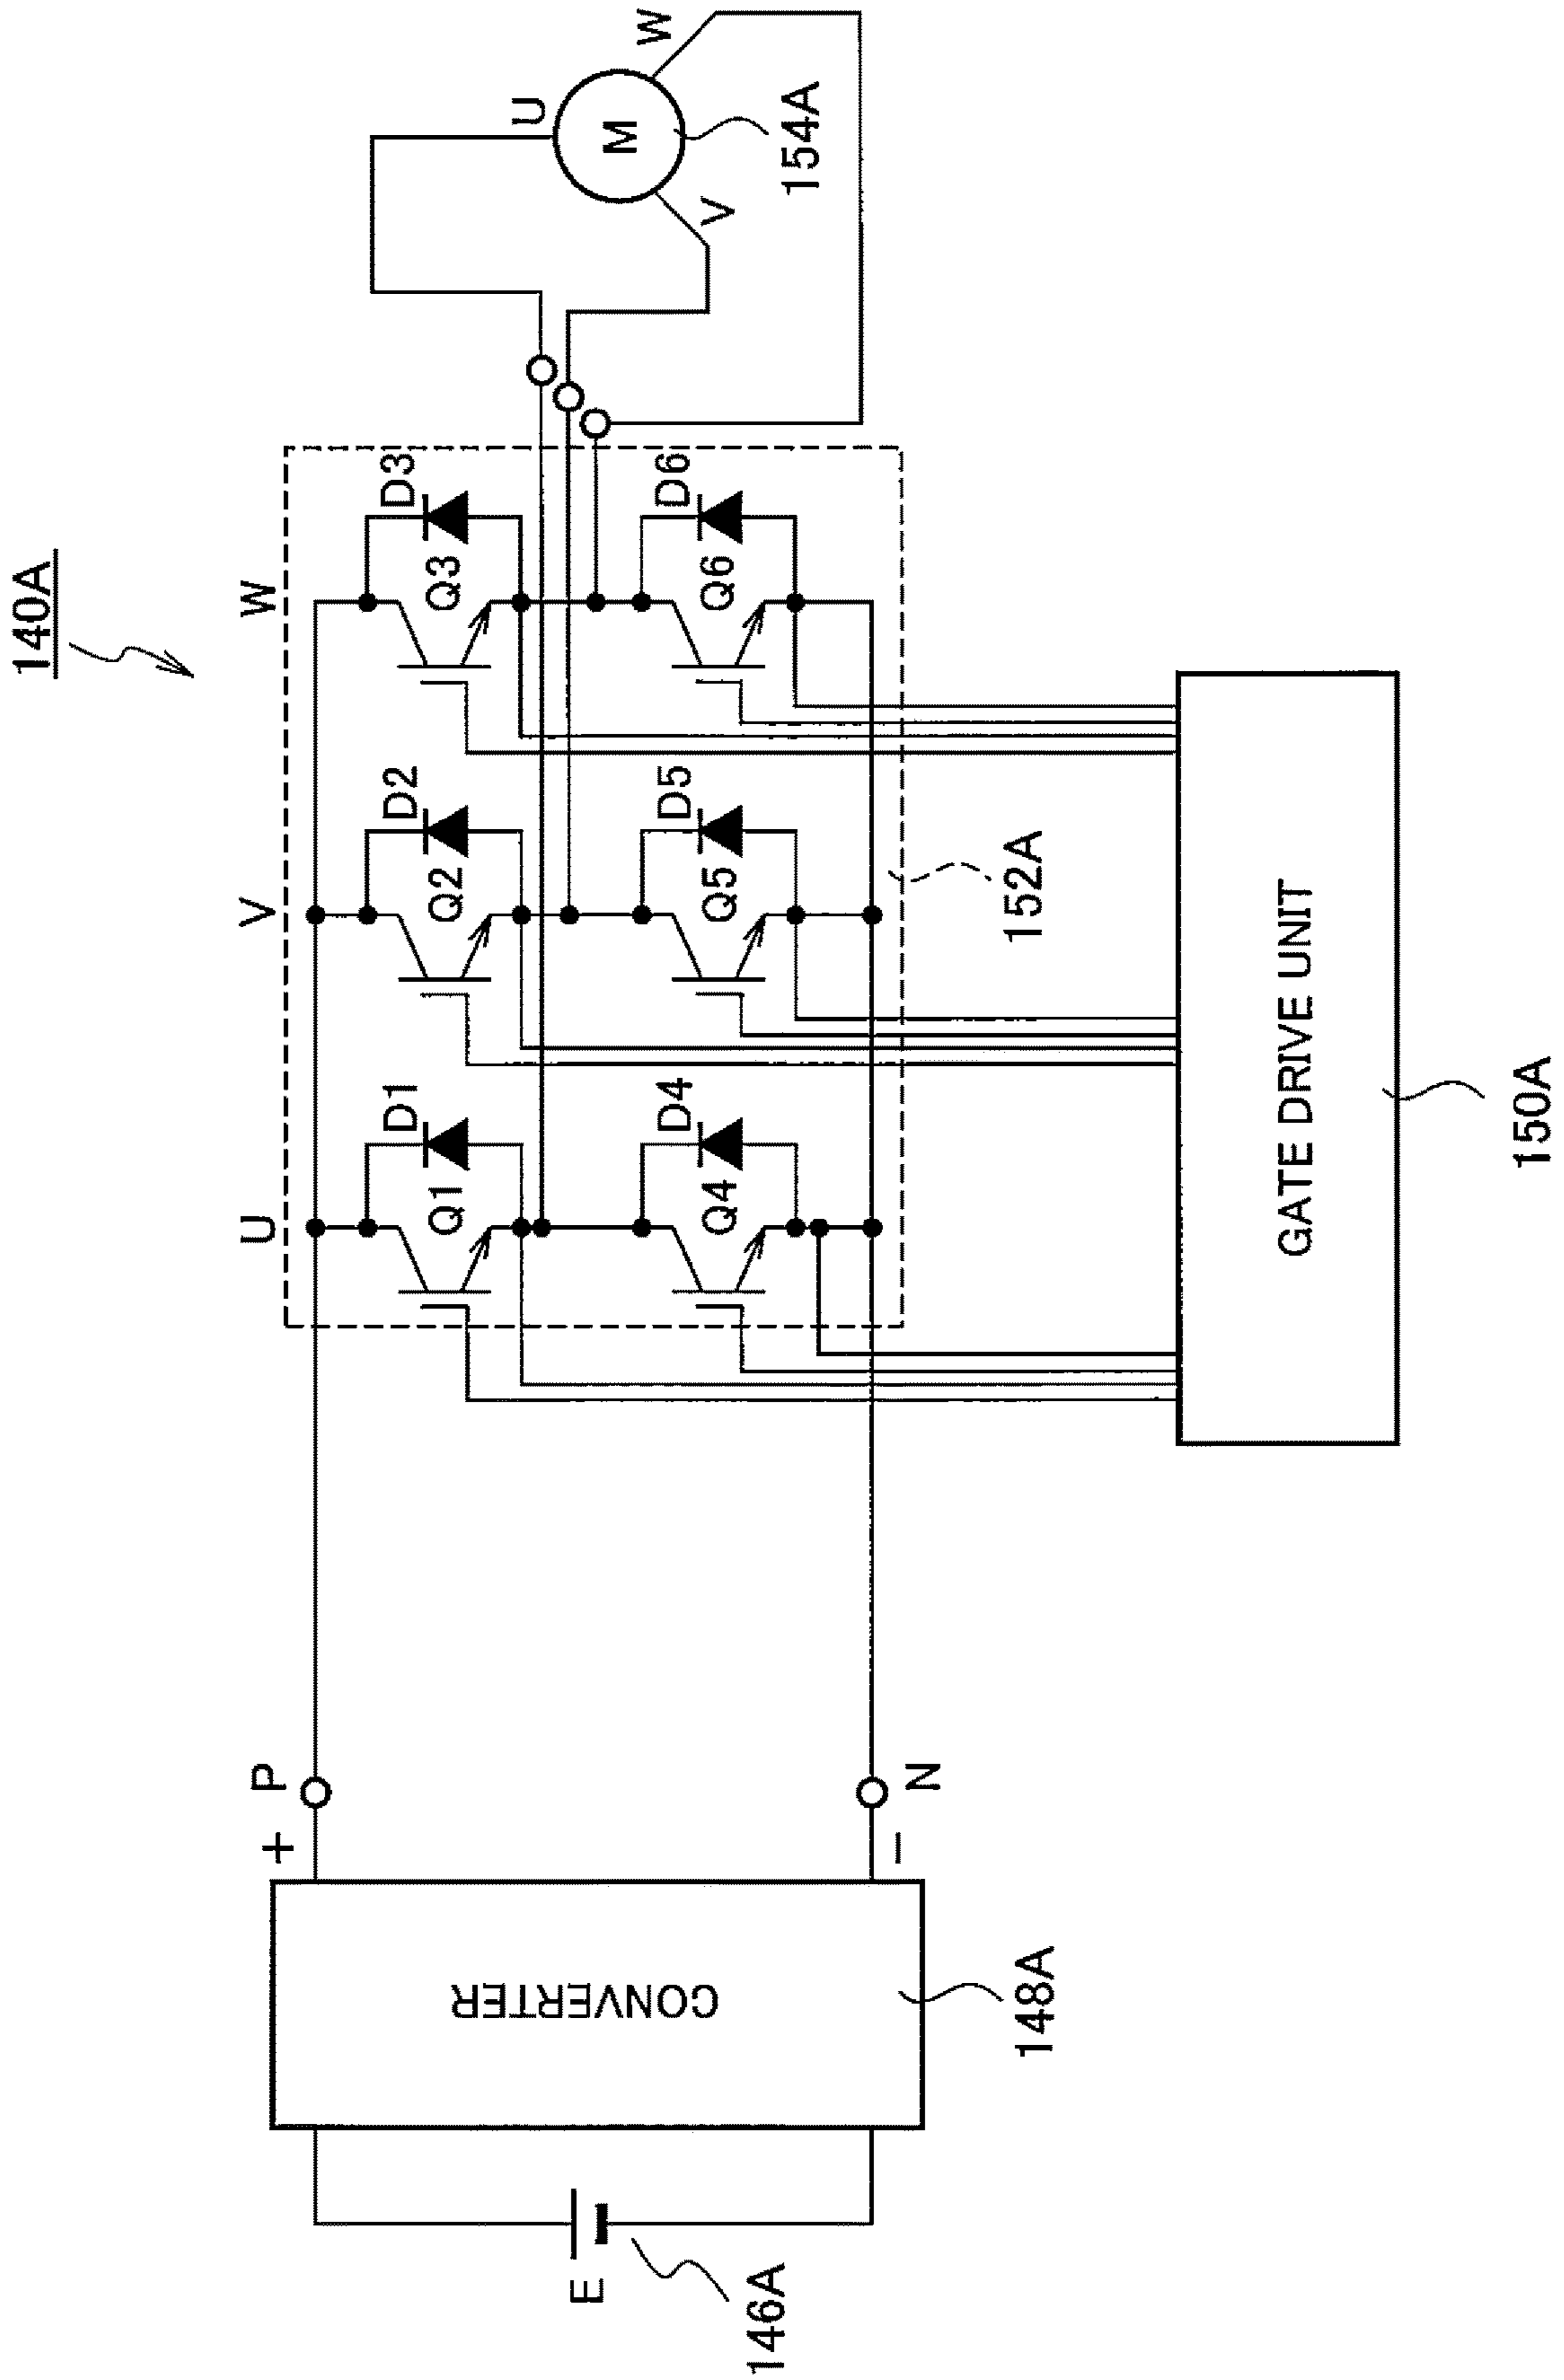 140A
U
V
W
D1
D2
D3
Q1
Q2
Q3
D4
D5
D6
Q4
Q5
Q6
U
M
V
W
154A
152A
P
+
N
−
CONVERTER
148A
E
146A
GATE DRIVE UNIT
150A